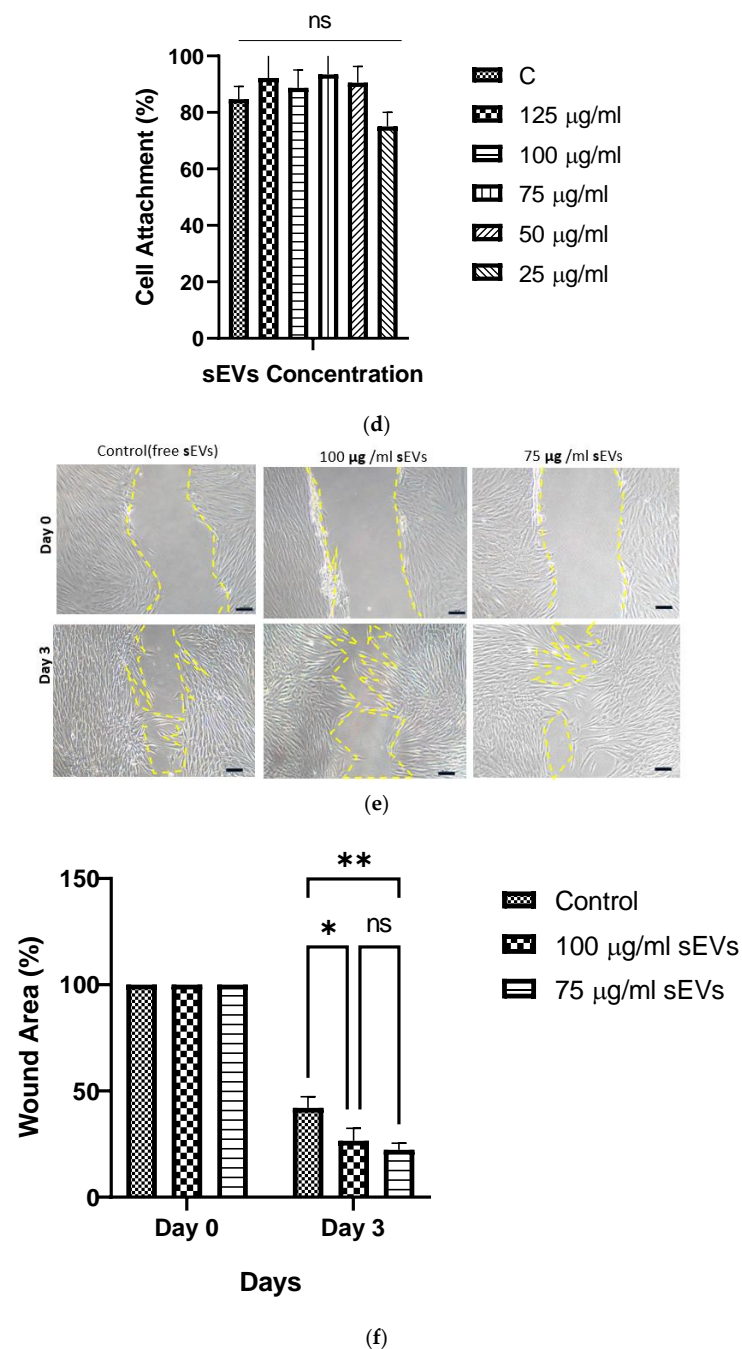 ns
100
80
60
40
20
0
Cell Attachment (%)
sEVs Concentration
C
125 μg/ml
100 μg/ml
75 μg/ml
50 μg/ml
25 μg/ml
(d)
Control(free sEVs)
100 μg /ml sEVs
75 μg /ml sEVs
Day 0
Day 3
(e)
**
*
ns
150
100
50
0
Wound Area (%)
Day 0
Day 3
Days
Control
100 μg/ml sEVs
75 μg/ml sEVs
(f)